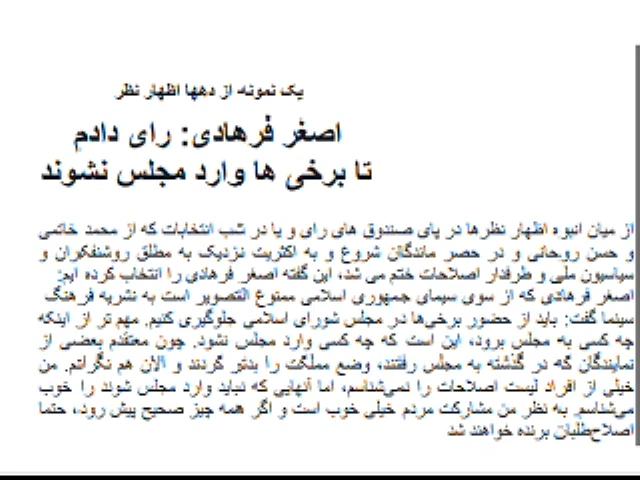 یک نمونه از دهها اظهار نظر
اصغر فرهادی: رای دادم
تا برخی ها وارد مجلس نشوند
از میان انبوه اظهار نظرها در پای صندوق های رای و یا در شب انتخابات که از محمد خاتمی
و حسن روحانی و در حصر ماندگان شروع و به اکثریت نزدیک به مطلق روشنفکران و
سیاسیون ملی و طرفدار اصلاحات ختم می شد، این گفته اصغر فرهادی را انتخاب کرده ایم:
اصغر فرهادی که از سوی سیمای جمهوری اسلامی ممنوع التصویر است به نشریه فرهنگ
سینما گفت: باید از حضور برخی‌ها در مجلس شورای اسلامی جلوگیری کنیم. مهم تر از اینکه
چه کسی به مجلس برود، این است که چه کسی وارد مجلس نشود. چون معتقدم بعضی از
نمایندگان که در گذشته به مجلس رفتند، وضع مملکت را بدتر کردند و الان هم نگرانم. من
خیلی از افراد لیست اصلاحات را نمی‌شناسم، اما آنهایی که نباید وارد مجلس شوند را خوب
می‌شناسم. به نظر من مشارکت مردم خیلی خوب است و اگر همه چیز صحیح پیش رود، حتما
اصلاح‌طلبان برنده خواهند شد